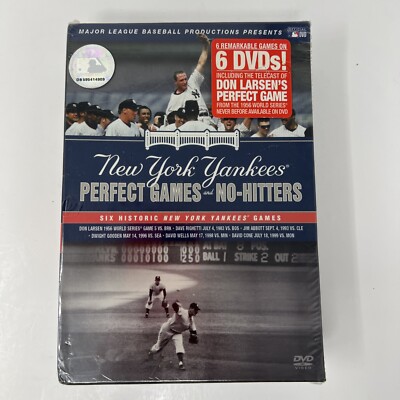 MAJOR LEAGUE BASEBALL PRODUCTIONS PRESENTS
6 REMARKABLE GAMES ON
6 DVDs!
INCLUDING THE TELECAST OF
DON LARSEN'S
PERFECT GAME
FROM THE 1956 WORLD SERIES
NEVER BEFORE AVAILABLE ON DVD
New York Yankees
PERFECT GAMES and NO-HITTERS
SIX HISTORIC NEW YORK YANKEES GAMES
DON LARSEN 1956 WORLD SERIES GAME 5 VS. BRK • DAVE RIGHETTI JULY 4, 1983 VS. BOS • JIM ABBOTT SEPT. 4, 1993 VS. CLE
• DWIGHT GOODEN MAY 14, 1996 VS. SEA • DAVID WELLS MAY 17, 1998 VS. MIN • DAVID CONE JULY 18, 1999 VS. MON
BALL
STRIKE 2 OUT
DVD
VIDEO